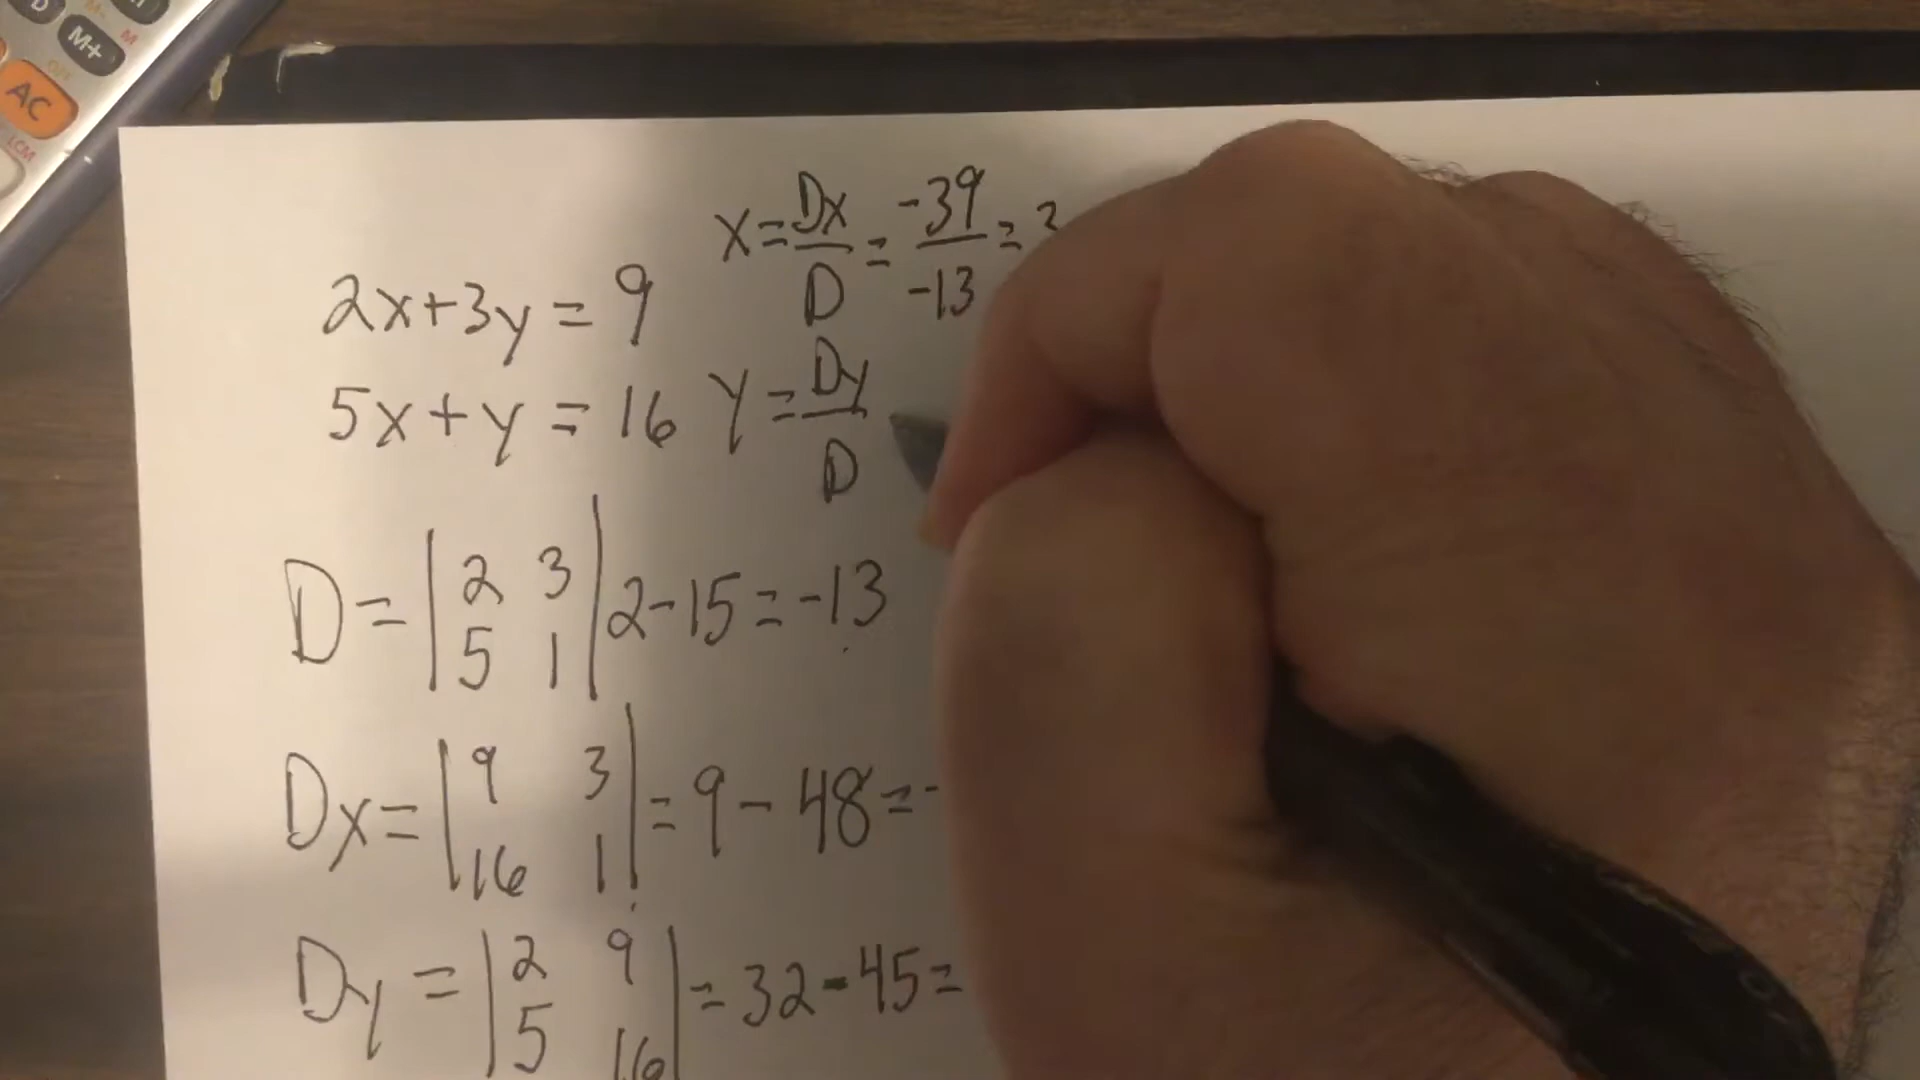 M+
M
AC
LCM
x = Dx/D = -39/-13 =
2x+3y = 9
5x+y = 16
y = Dy/D
D = |2 3| 2-15 = -13
|5 1|
Dx = |9 3| = 9 - 48 = -
|16 1|
Dy = |2 9| = 32 - 45 =
|5 16|